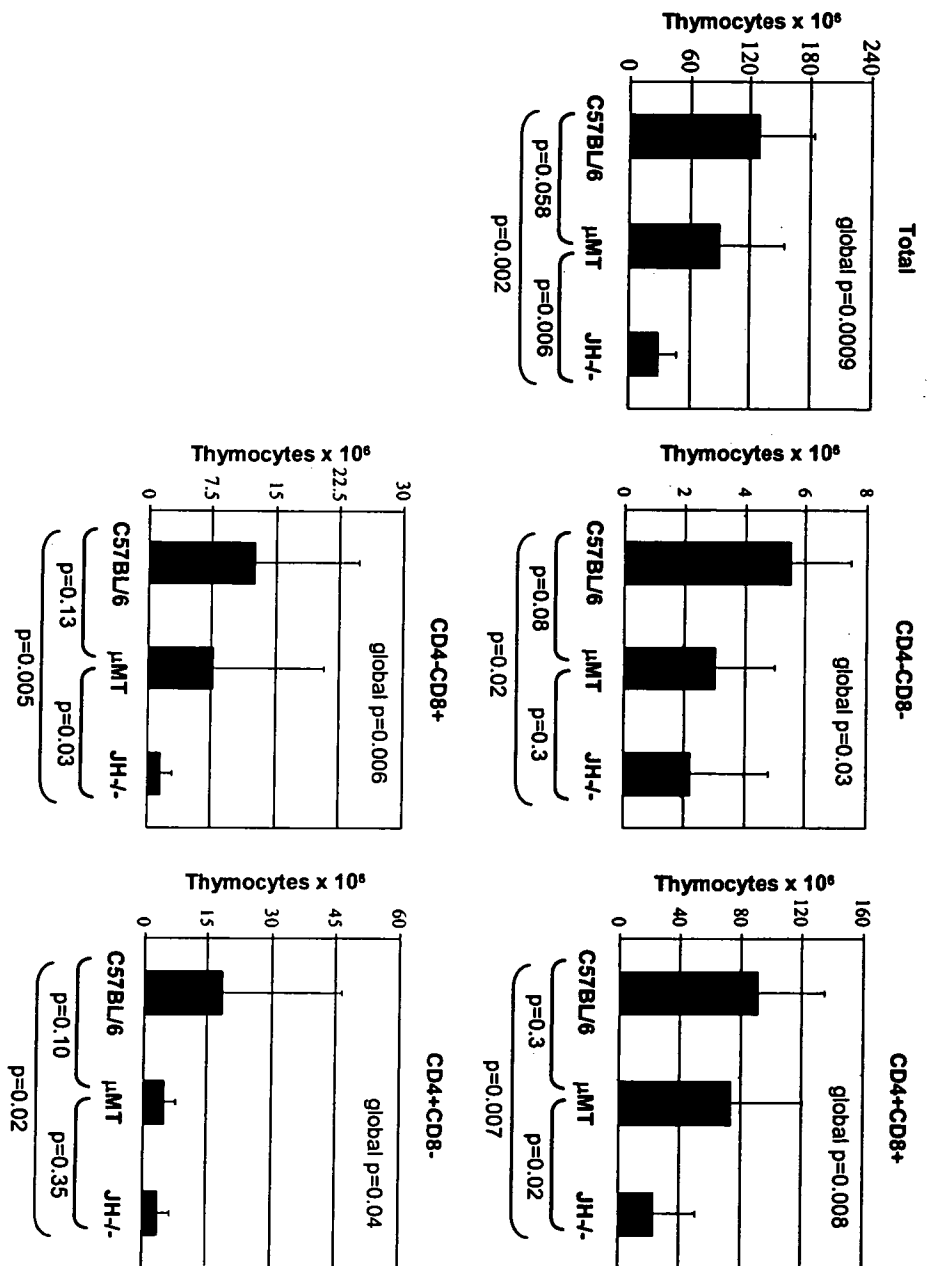 Total
Thymocytes x 10⁶
240
180
120
60
0
global p=0.0009
C57BL/6
µMT
JH-/-
p=0.058
p=0.006
p=0.002
CD4-CD8-
Thymocytes x 10⁶
8
6
4
2
0
global p=0.03
C57BL/6
µMT
JH-/-
p=0.08
p=0.3
p=0.02
CD4+CD8+
Thymocytes x 10⁶
160
120
80
40
0
global p=0.008
C57BL/6
µMT
JH-/-
p=0.3
p=0.02
p=0.007
CD4-CD8+
Thymocytes x 10⁶
30
22.5
15
7.5
0
global p=0.006
C57BL/6
µMT
JH-/-
p=0.13
p=0.03
p=0.005
CD4+CD8-
Thymocytes x 10⁶
60
45
30
15
0
global p=0.04
C57BL/6
µMT
JH-/-
p=0.10
p=0.35
p=0.02